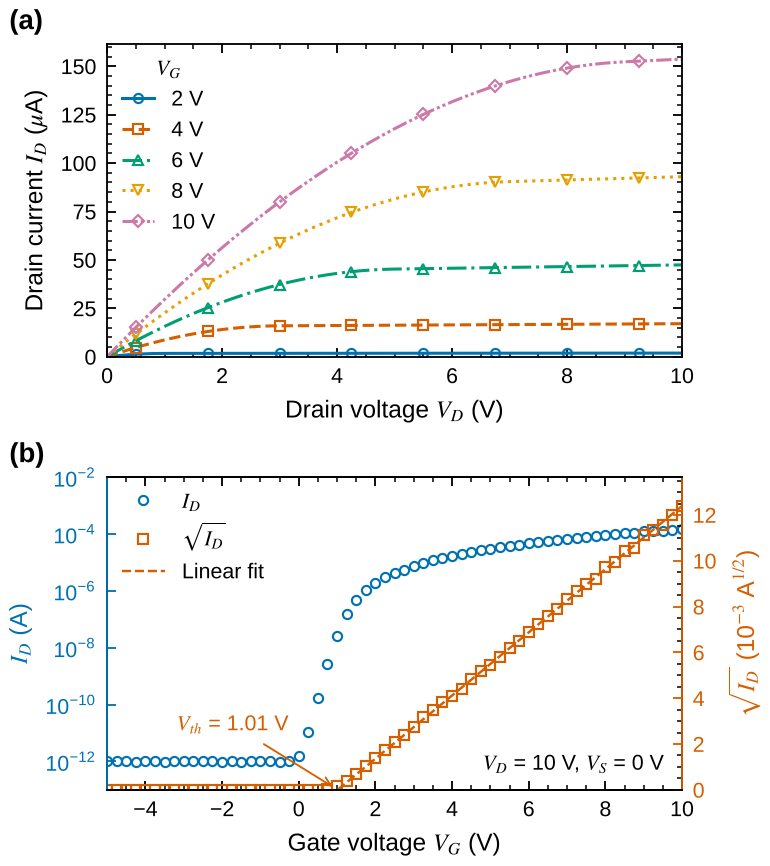 (a)
150
125
100
75
50
25
0
Drain current I_D (μA)
V_G
2 V
4 V
6 V
8 V
10 V
0 2 4 6 8 10
Drain voltage V_D (V)
(b)
10⁻²
10⁻⁴
10⁻⁶
10⁻⁸
10⁻¹⁰
10⁻¹²
I_D (A)
I_D
√I_D
Linear fit
V_th = 1.01 V
V_D = 10 V, V_S = 0 V
12
10
8
6
4
2
0
√I_D (10⁻³ A^1/2)
−4 −2 0 2 4 6 8 10
Gate voltage V_G (V)